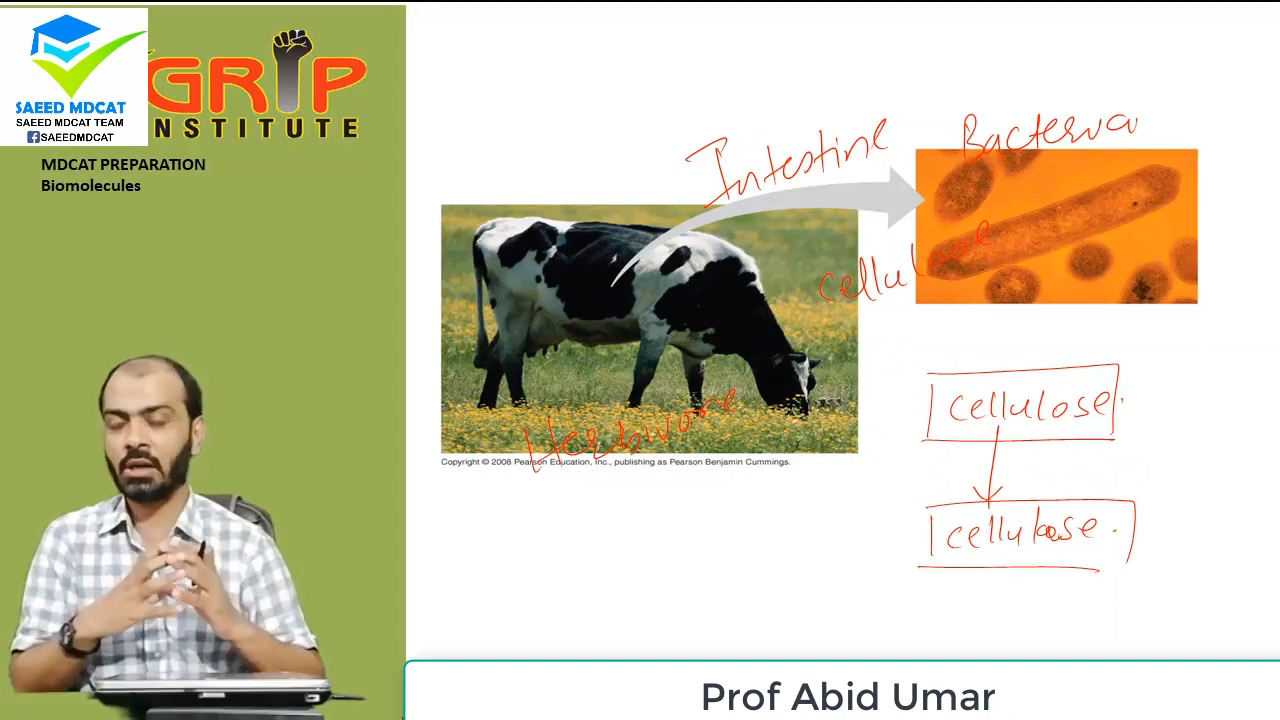 SAEED MDCAT
SAEED MDCAT TEAM
SAEEDMDCAT
GRIP
INSTITUTE
MDCAT PREPARATION
Biomolecules
Intestine
Bacteria
Cellulose
Herbivore
Copyright © 2008 Pearson Education, Inc., publishing as Pearson Benjamin Cummings.
Cellulose
Prof Abid Umar